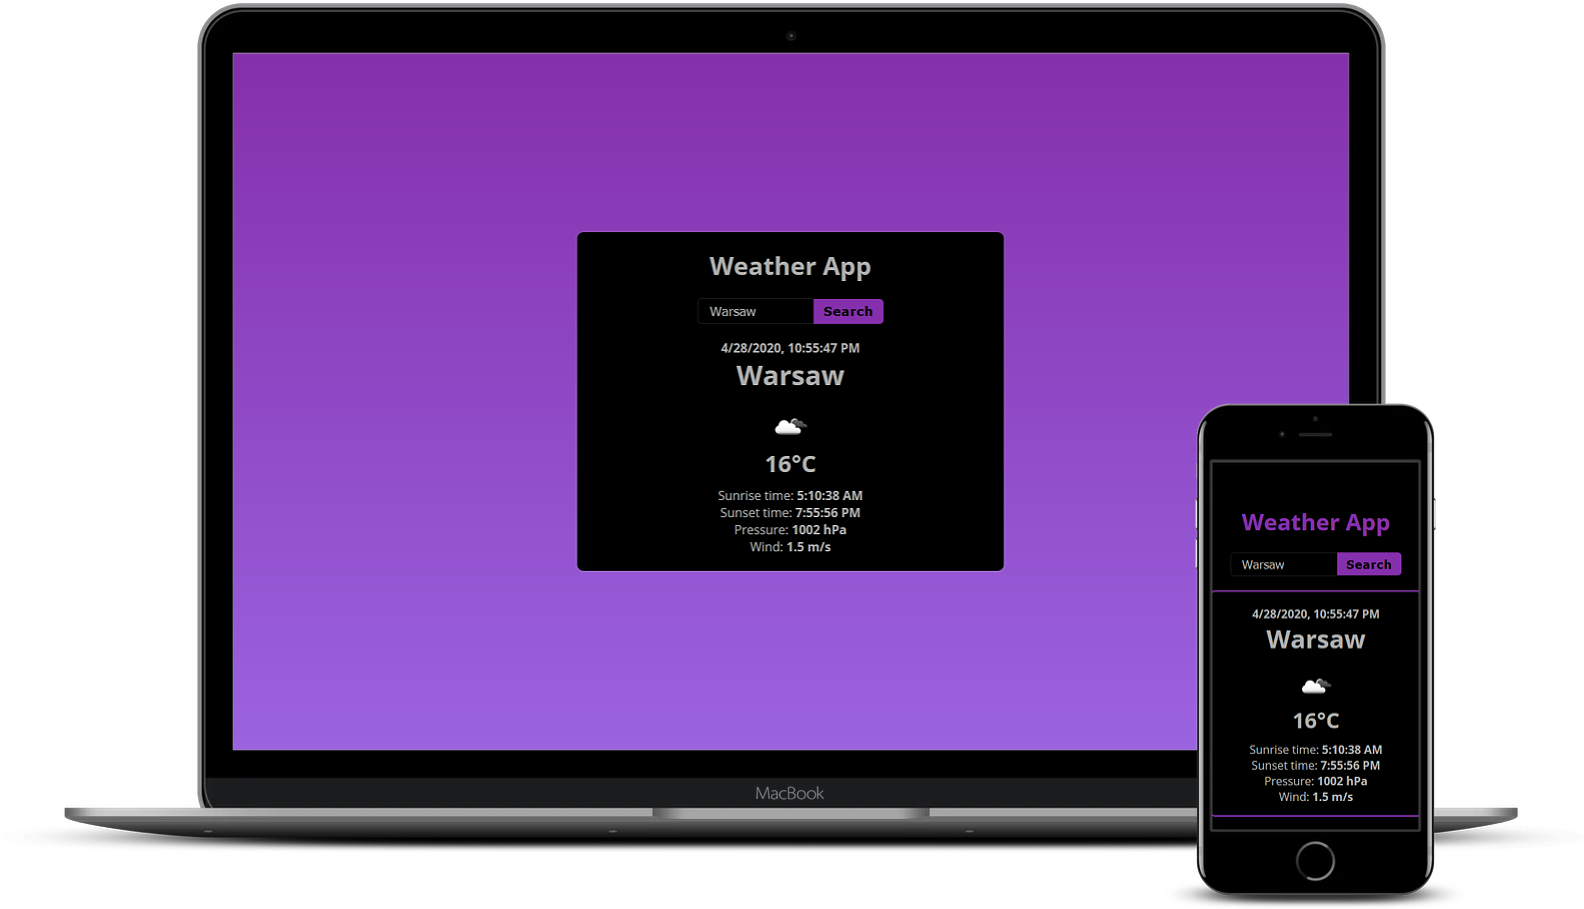 Weather App
Warsaw Search
4/28/2020, 10:55:47 PM
Warsaw
16°C
Sunrise time: 5:10:38 AM
Sunset time: 7:55:56 PM
Pressure: 1002 hPa
Wind: 1.5 m/s
MacBook
Weather App
Warsaw Search
4/28/2020, 10:55:47 PM
Warsaw
16°C
Sunrise time: 5:10:38 AM
Sunset time: 7:55:56 PM
Pressure: 1002 hPa
Wind: 1.5 m/s